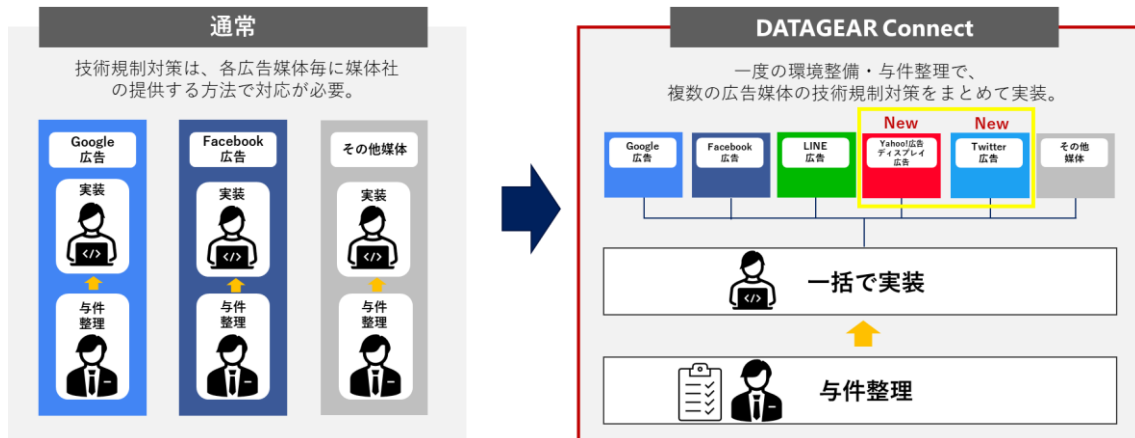 通常
技術規制対策は、各広告媒体毎に媒体社
の提供する方法で対応が必要。
Google
広告
実装
</>
与件
整理
Facebook
広告
実装
</>
与件
整理
その他媒体
実装
</>
与件
整理
DATAGEAR Connect
一度の環境整備・与件整理で、
複数の広告媒体の技術規制対策をまとめて実装。
New
New
Google
広告
Facebook
広告
LINE
広告
Yahoo!広告
ディスプレイ
広告
Twitter
広告
その他
媒体
</>
一括で実装
与件整理